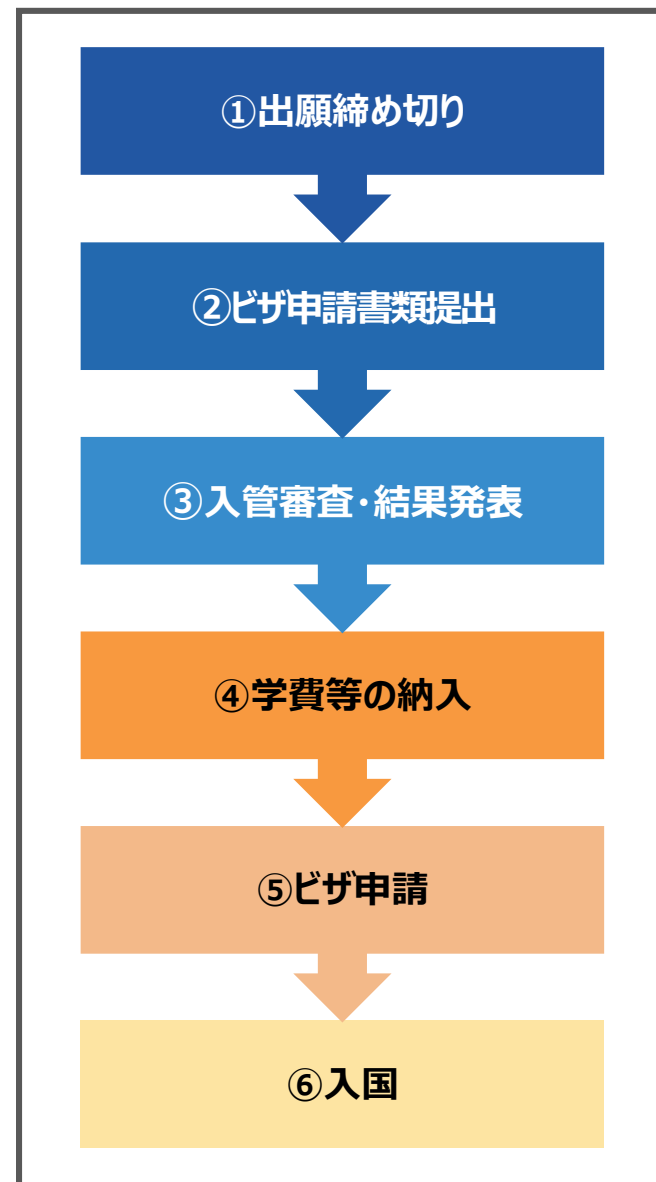 ①出願締め切り
②ビザ申請書類提出
③入管審査・結果発表
④学費等の納入
⑤ビザ申請
⑥入国